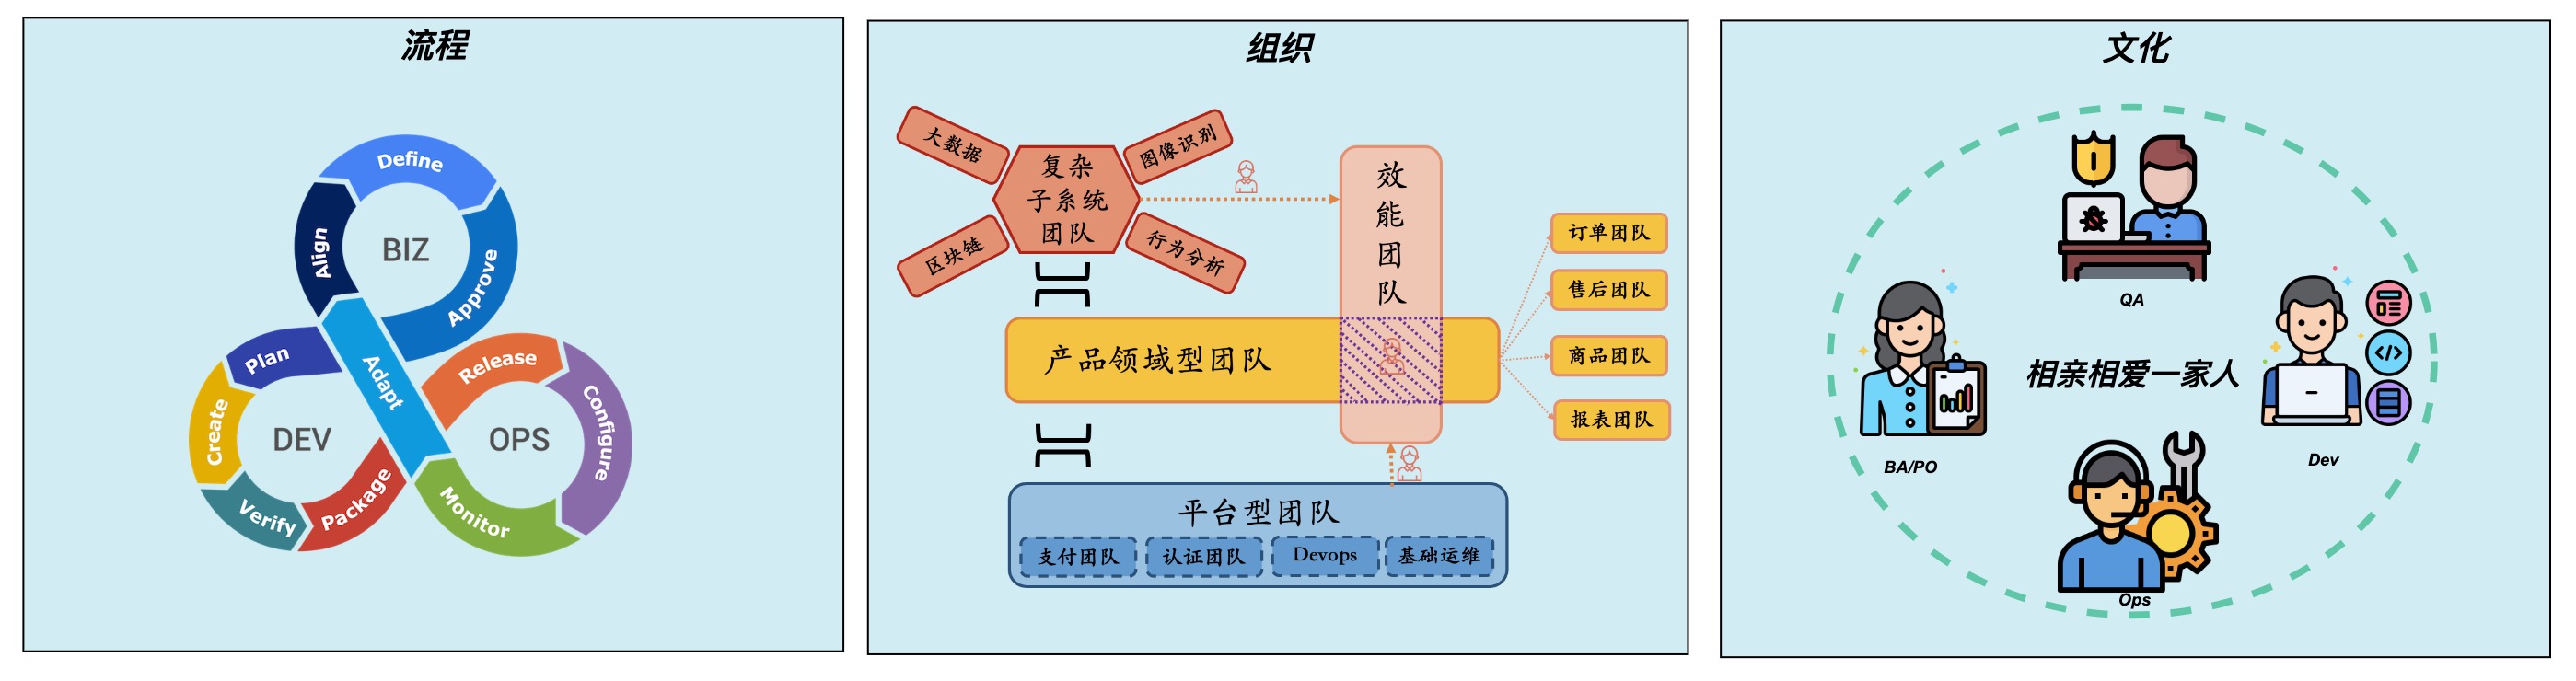 流程
Define
Align
BIZ
Approve
Adapt
Plan
Create
DEV
Verify
Package
Release
Configure
OPS
Monitor
组织
大数据
图像识别
复杂
子系统
团队
区块链
行为分析
效
能
团
队
订单团队
售后团队
商品团队
报表团队
产品领域型团队
平台型团队
支付团队
认证团队
Devops
基础运维
文化
QA
相亲相爱一家人
BA/PO
Dev
Ops